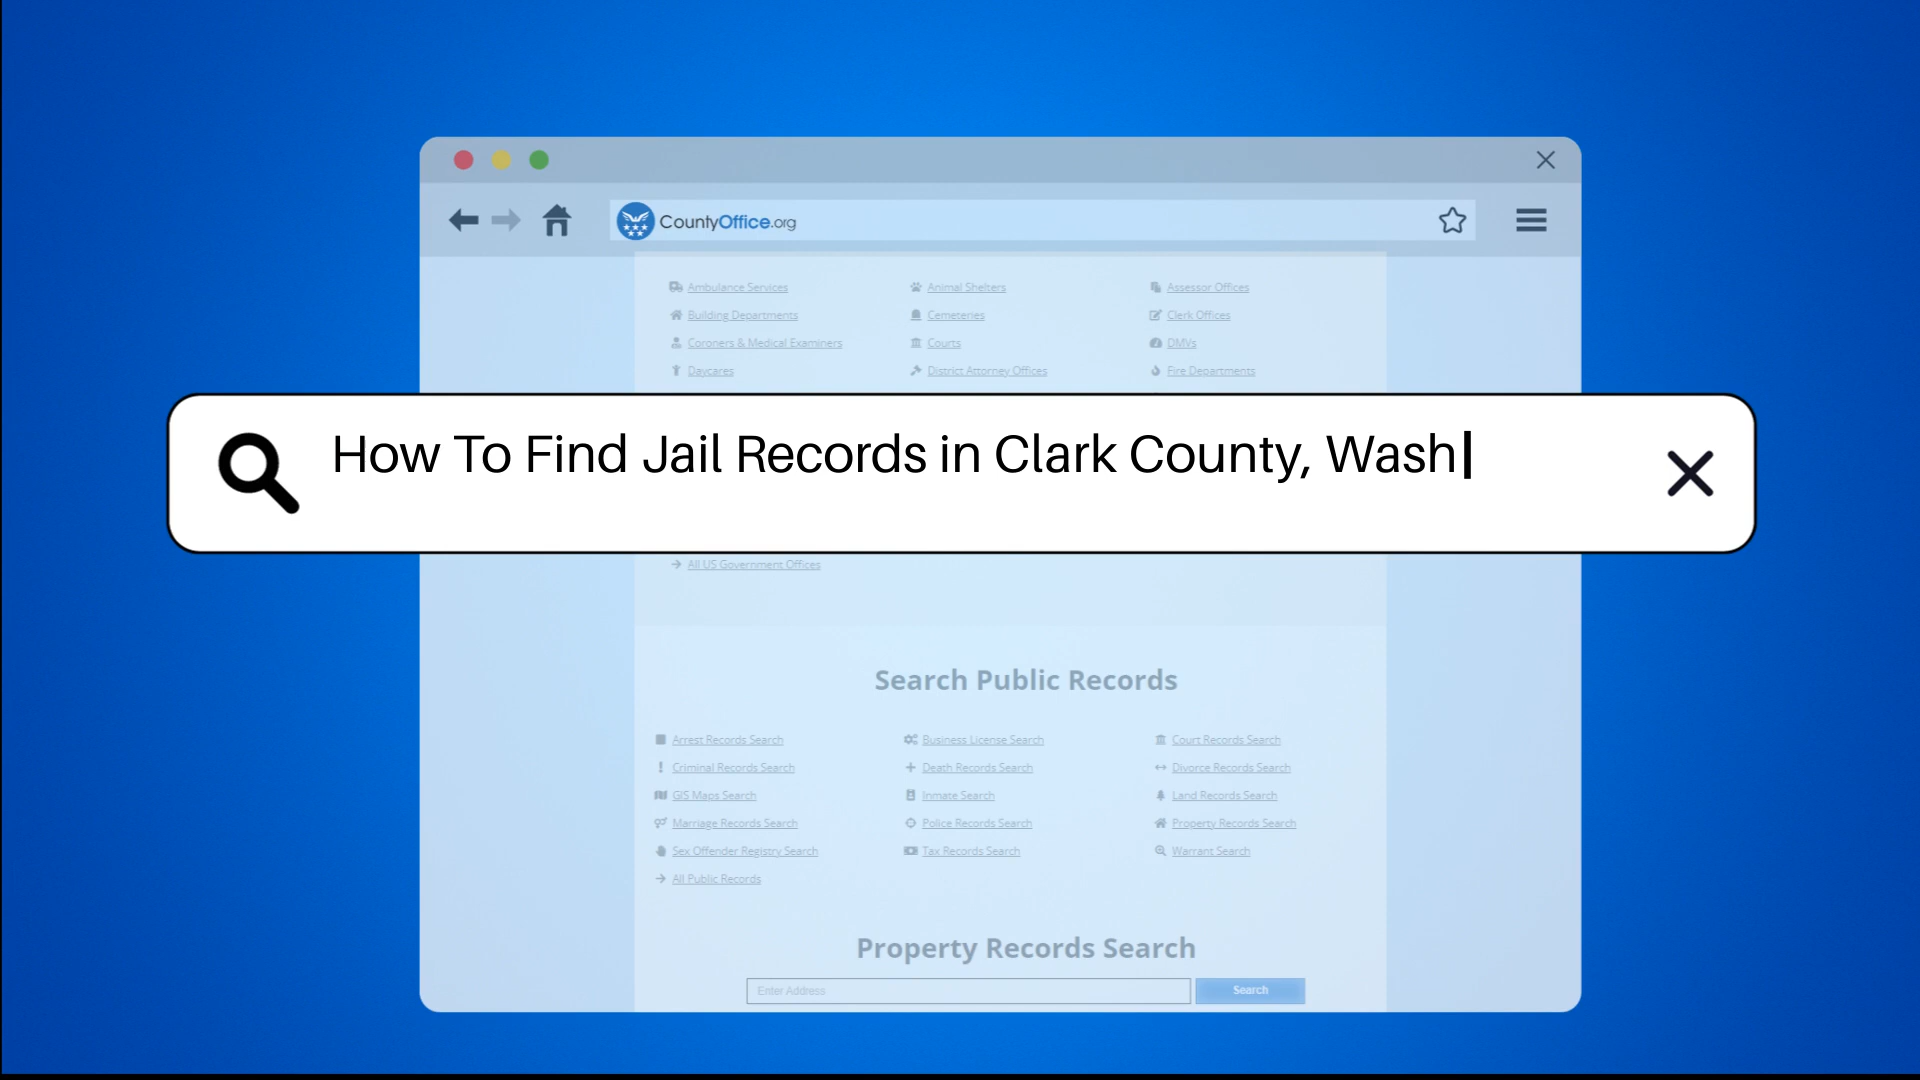 CountyOffice.org
Ambulance Services Animal Shelters Assessor Offices
Building Departments Cemeteries Clerk Offices
Coroners & Medical Examiners Courts DMVs
Daycares District Attorney Offices Fire Departments
How To Find Jail Records in Clark County, Wash
All US Government Offices
Search Public Records
Arrest Records Search Business License Search Court Records Search
Criminal Records Search Death Records Search Divorce Records Search
GIS Maps Search Inmate Search Land Records Search
Marriage Records Search Police Records Search Property Records Search
Sex Offender Registry Search Tax Records Search Warrant Search
All Public Records
Property Records Search
Enter Address Search